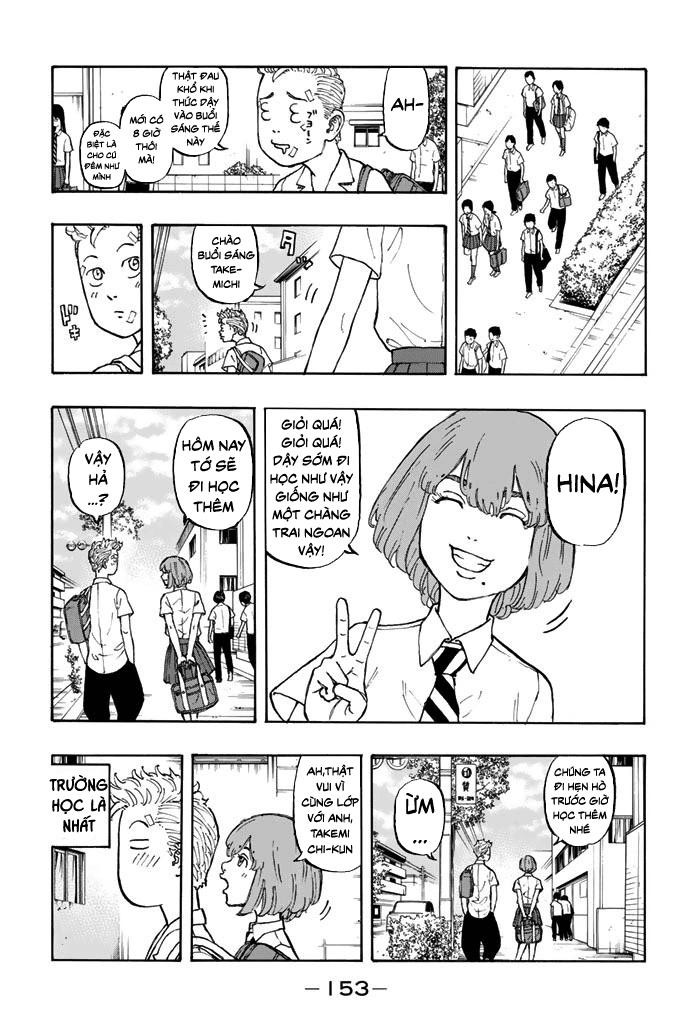 AH-
THẬT ĐAU
KHỔ KHI
THỨC DẬY
VÀO BUỔI
SÁNG THẾ
NÀY
MỚI CÓ
8 GIỜ
THÔI
MÀ!
ĐẶC
BIỆT LÀ
CHO CÚ
ĐÊM NHƯ
MÌNH
CHÀO
BUỔI SÁNG
TAKE-
MICHI
ドキ
HINA!
GIỎI QUÁ!
GIỎI QUÁ!
DẬY SỚM ĐI
HỌC NHƯ VẬY
GIỐNG NHƯ
MỘT CHÀNG
TRAI NGOAN
VẬY!
HÔM NAY
TỚ SẼ
ĐI HỌC
THÊM
VẬY
HẢ
...?
CHÚNG TA
ĐI HẸN HÒ
TRƯỚC GIỜ
HỌC THÊM
NHÉ
ỪM
...
AH,THẬT
VUI VÌ
CÙNG LỚP
VỚI ANH,
TAKEMI
CHI-KUN
TRƯỜNG
HỌC LÀ
NHẤT
-153-